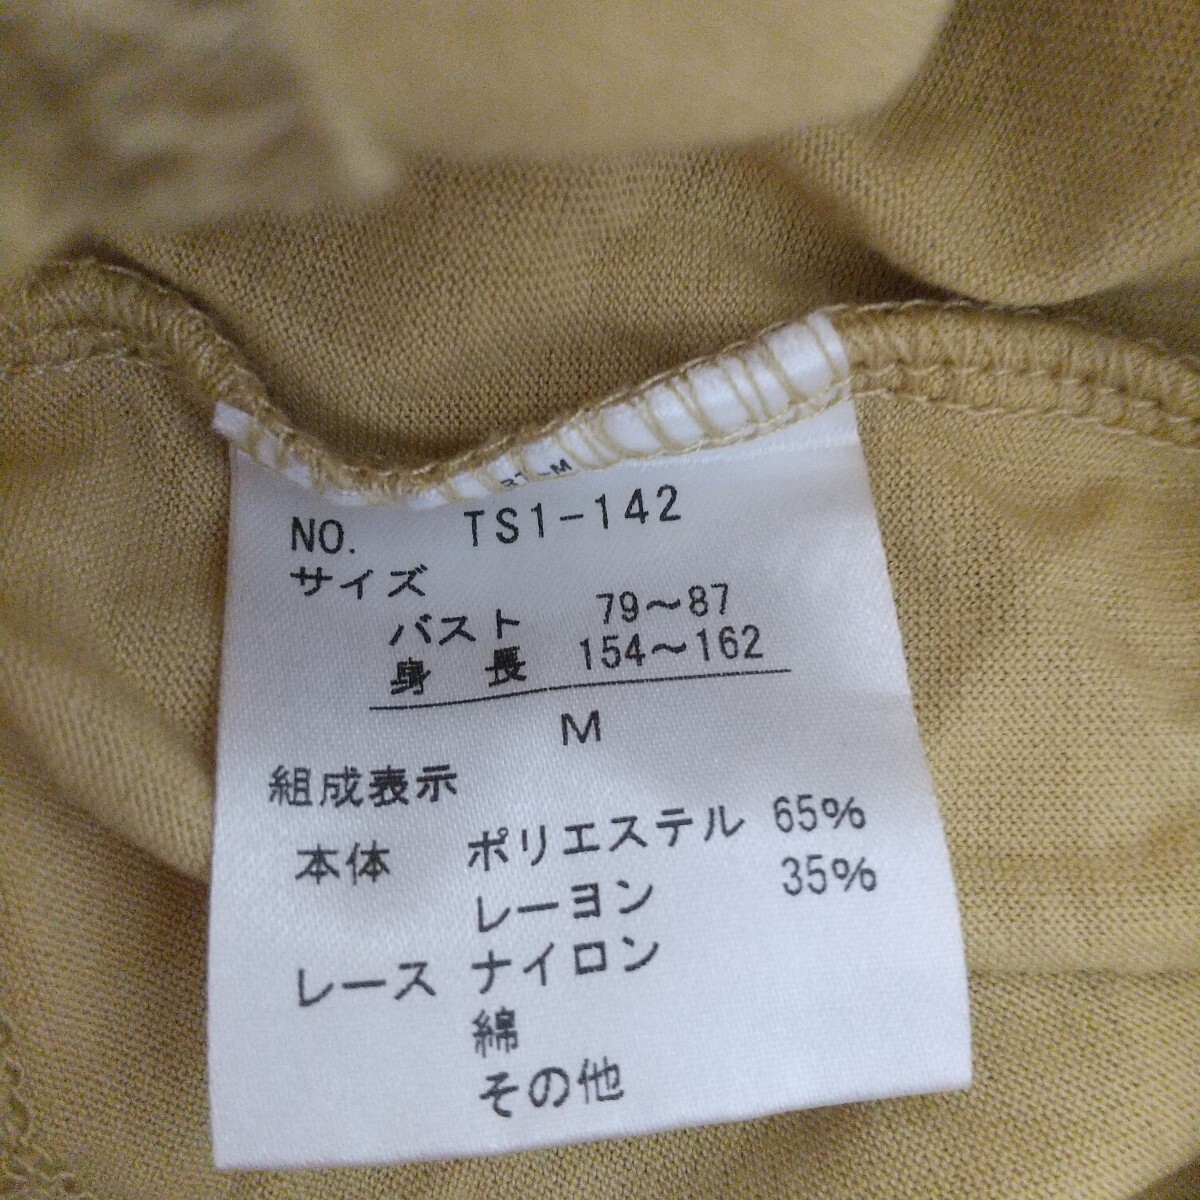 NO. TS1-142
サイズ
バスト 79～87
身 長 154～162
M
組成表示
本体 ポリエステル 65%
レーヨン 35%
レース ナイロン
綿
その他